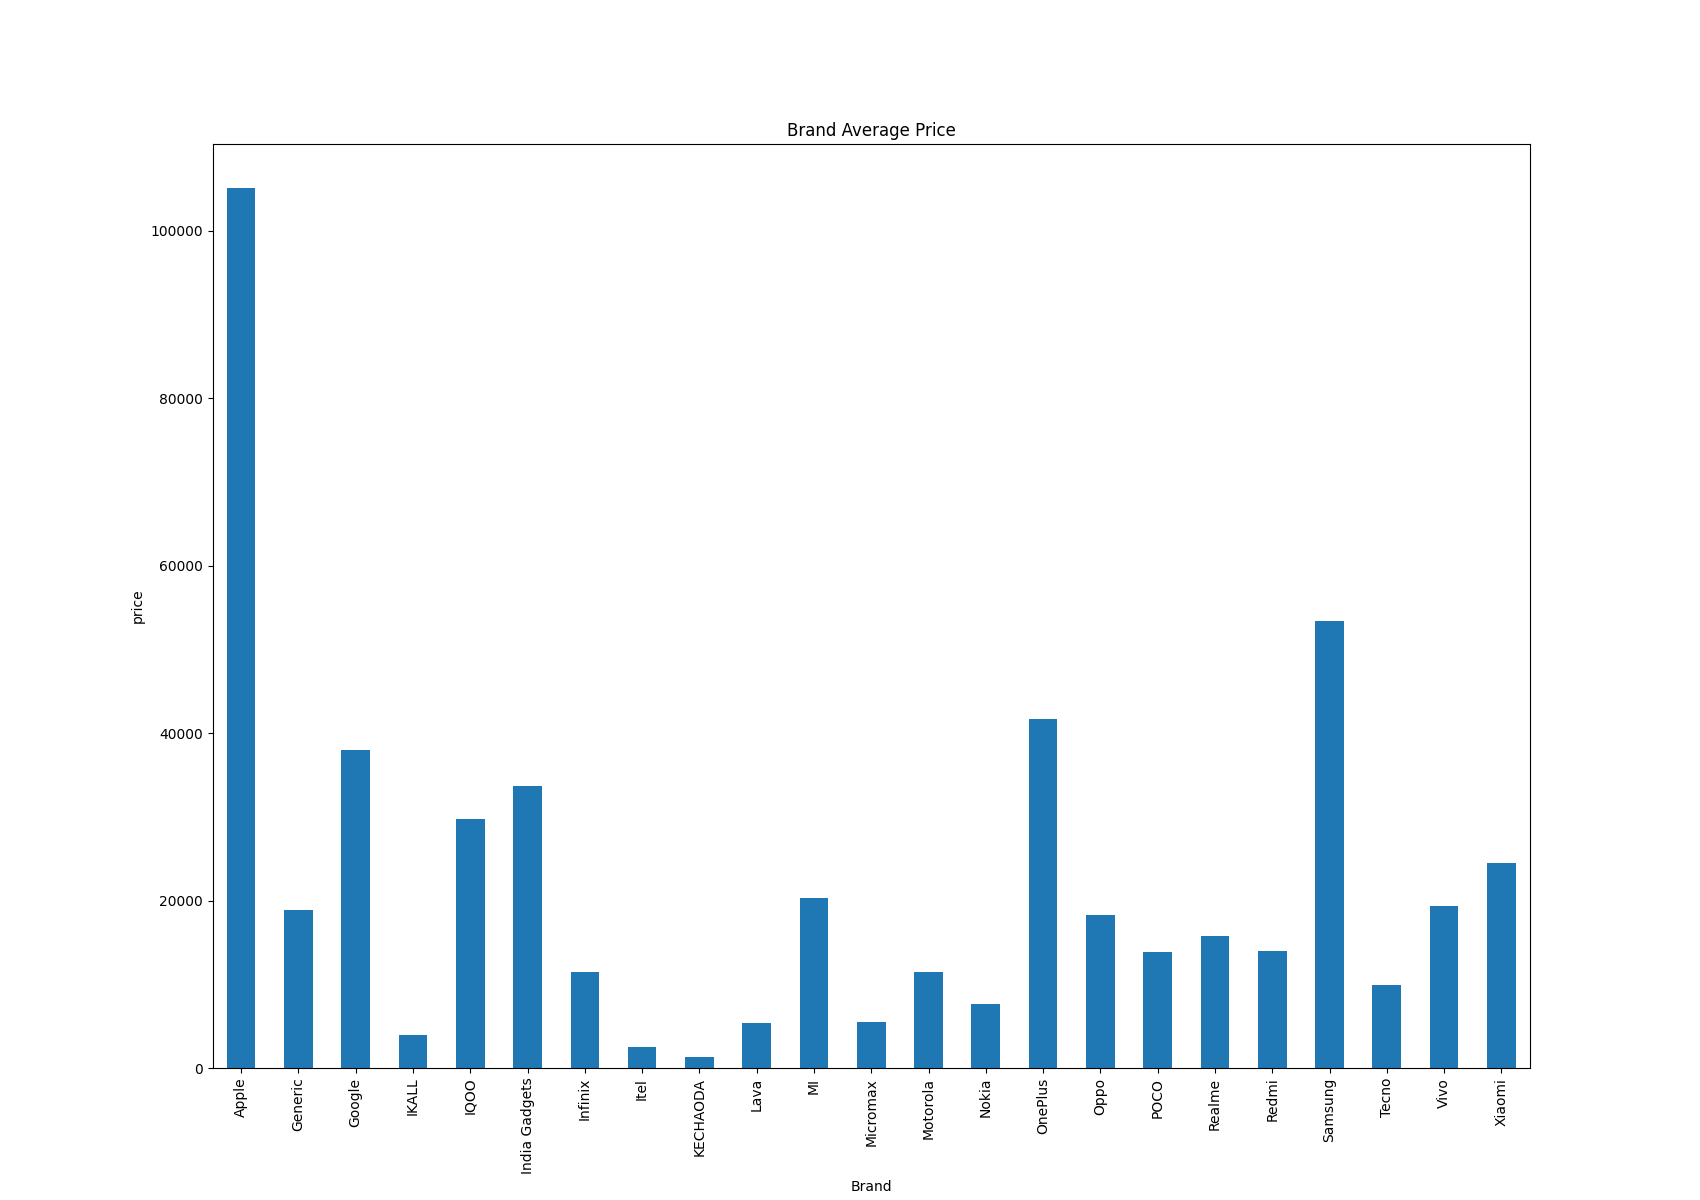 Brand Average Price
100000
80000
60000
40000
20000
0
price
Apple
Generic
Google
IKALL
IQOO
India Gadgets
Infinix
Itel
KECHAODA
Lava
MI
Micromax
Motorola
Nokia
OnePlus
Oppo
POCO
Realme
Redmi
Samsung
Tecno
Vivo
Xiaomi
Brand